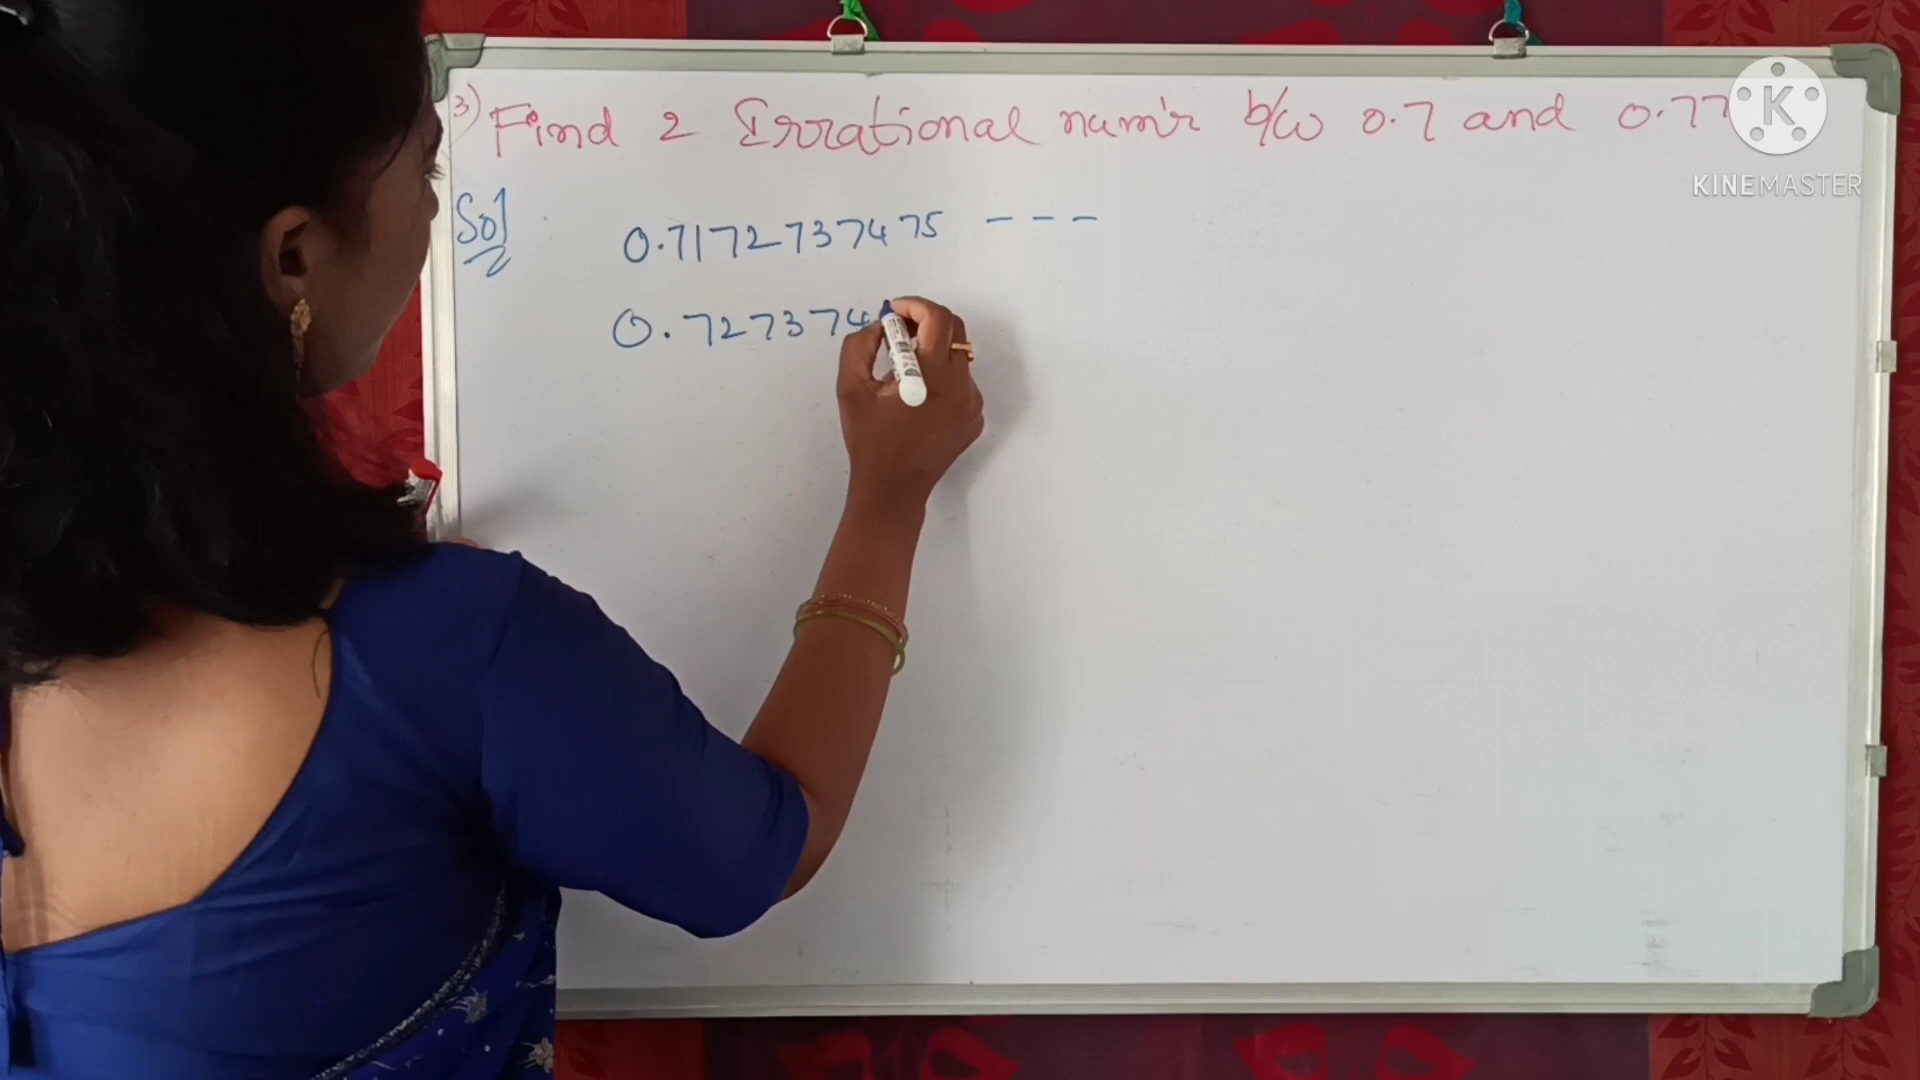 3) Find 2 Irrational num'r b/w 0.7 and 0.77
Sol
0.7172737475 - - -
0.727374
KINEMASTER